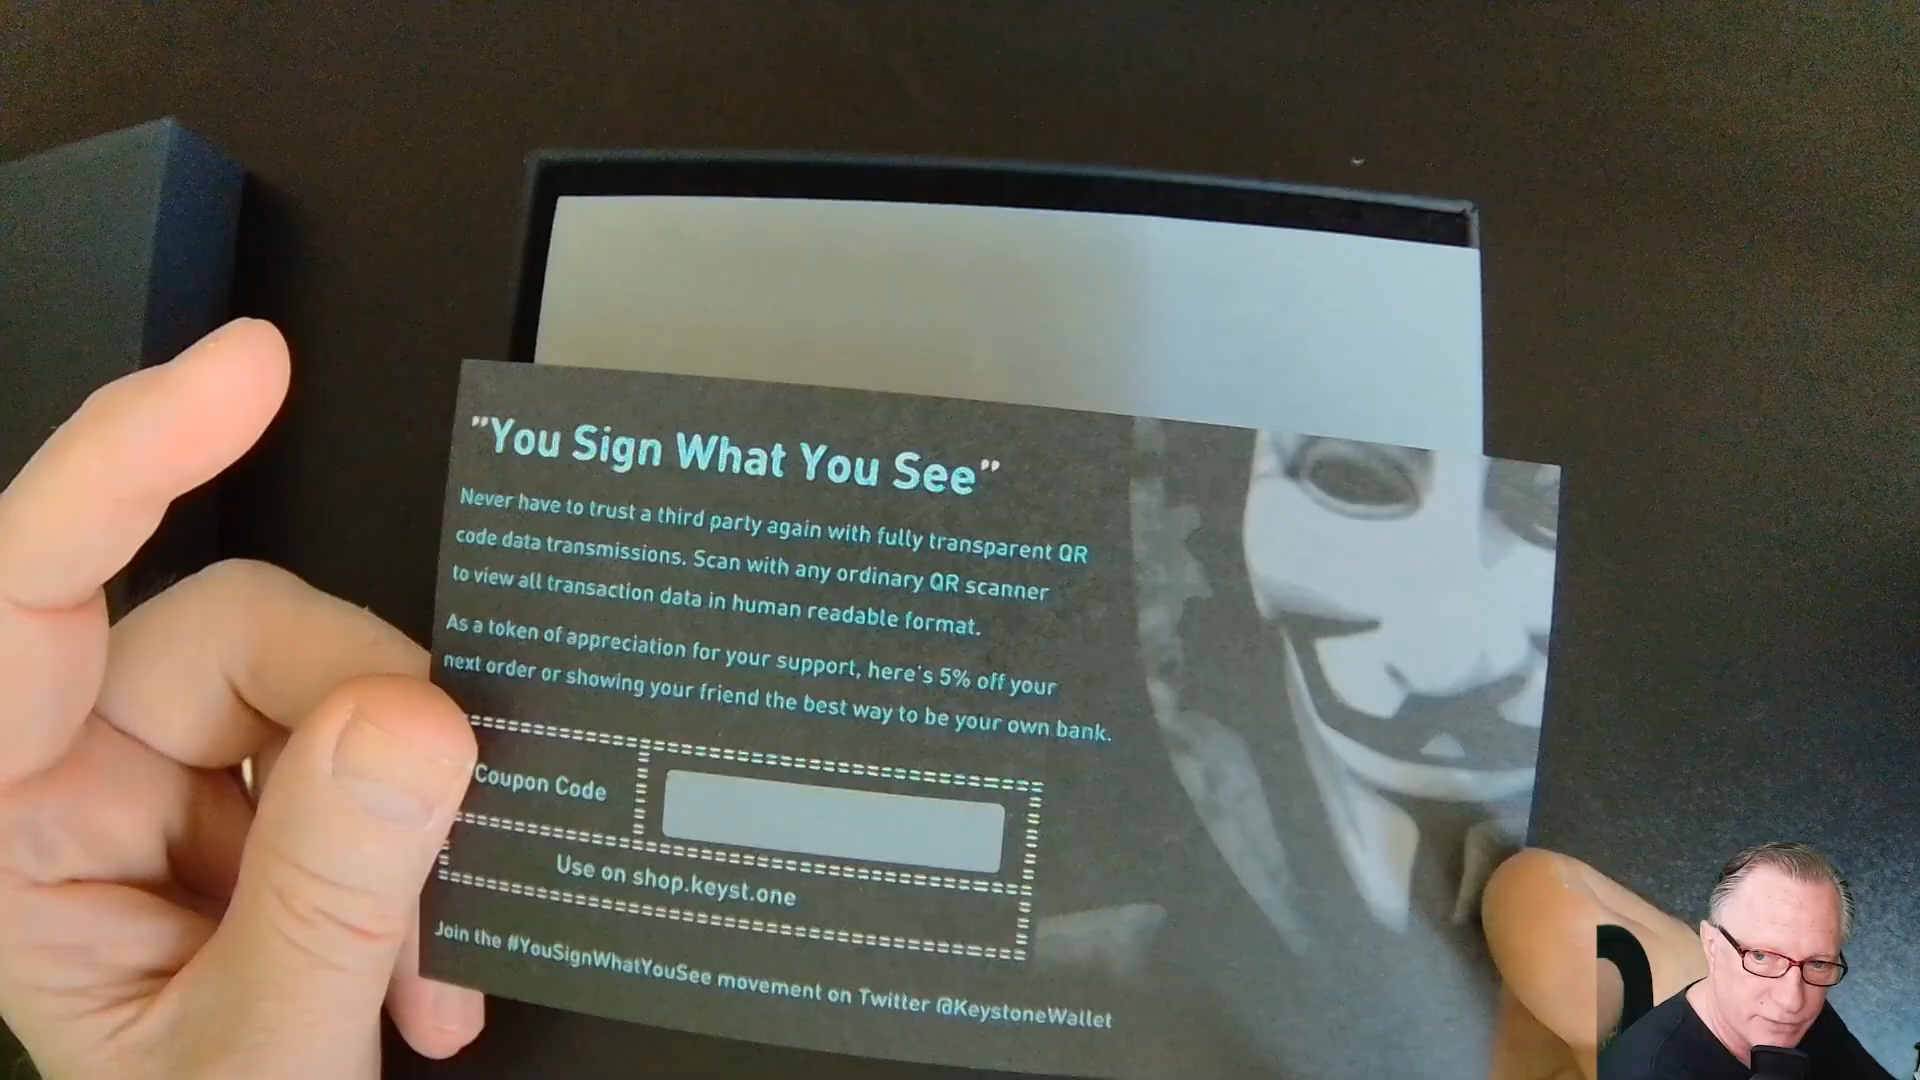 "You Sign What You See"
Never have to trust a third party again with fully transparent QR
code data transmissions. Scan with any ordinary QR scanner
to view all transaction data in human readable format.
As a token of appreciation for your support, here's 5% off your
next order or showing your friend the best way to be your own bank.
Coupon Code
Use on shop.keyst.one
Join the #YouSignWhatYouSee movement on Twitter @KeystoneWallet